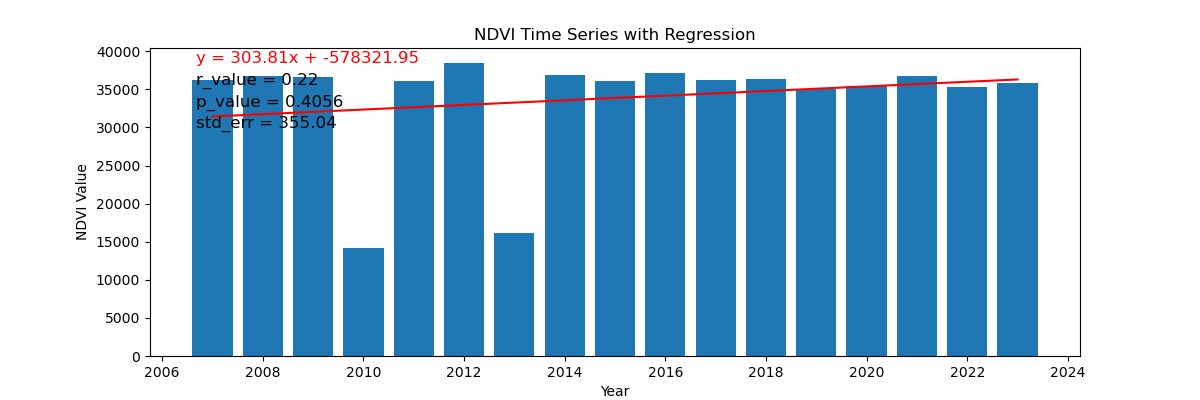 NDVI Time Series with Regression
40000
y = 303.81x + -578321.95
r_value = 0.22
35000
p_value = 0.4056
30000
std_err = 355.04
25000
20000
15000
10000
5000
0
NDVI Value
2006 2008 2010 2012 2014 2016 2018 2020 2022 2024
Year